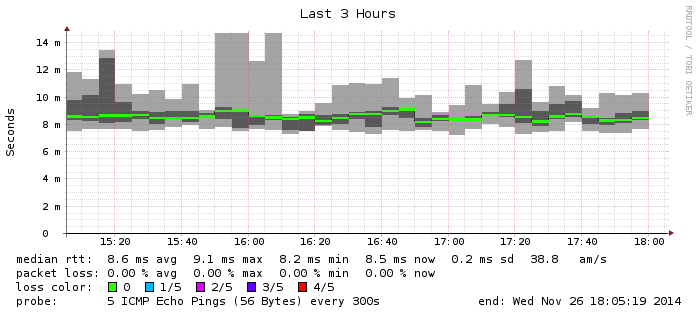 Last 3 Hours
RRDTOOL / TOBI OETIKER
Seconds
14 m
12 m
10 m
8 m
6 m
4 m
2 m
0
15:20 15:40 16:00 16:20 16:40 17:00 17:20 17:40 18:00
median rtt: 8.6 ms avg 9.1 ms max 8.2 ms min 8.5 ms now 0.2 ms sd 38.8 am/s
packet loss: 0.00 % avg 0.00 % max 0.00 % min 0.00 % now
loss color: 0 1/5 2/5 3/5 4/5
probe: 5 ICMP Echo Pings (56 Bytes) every 300s end: Wed Nov 26 18:05:19 2014